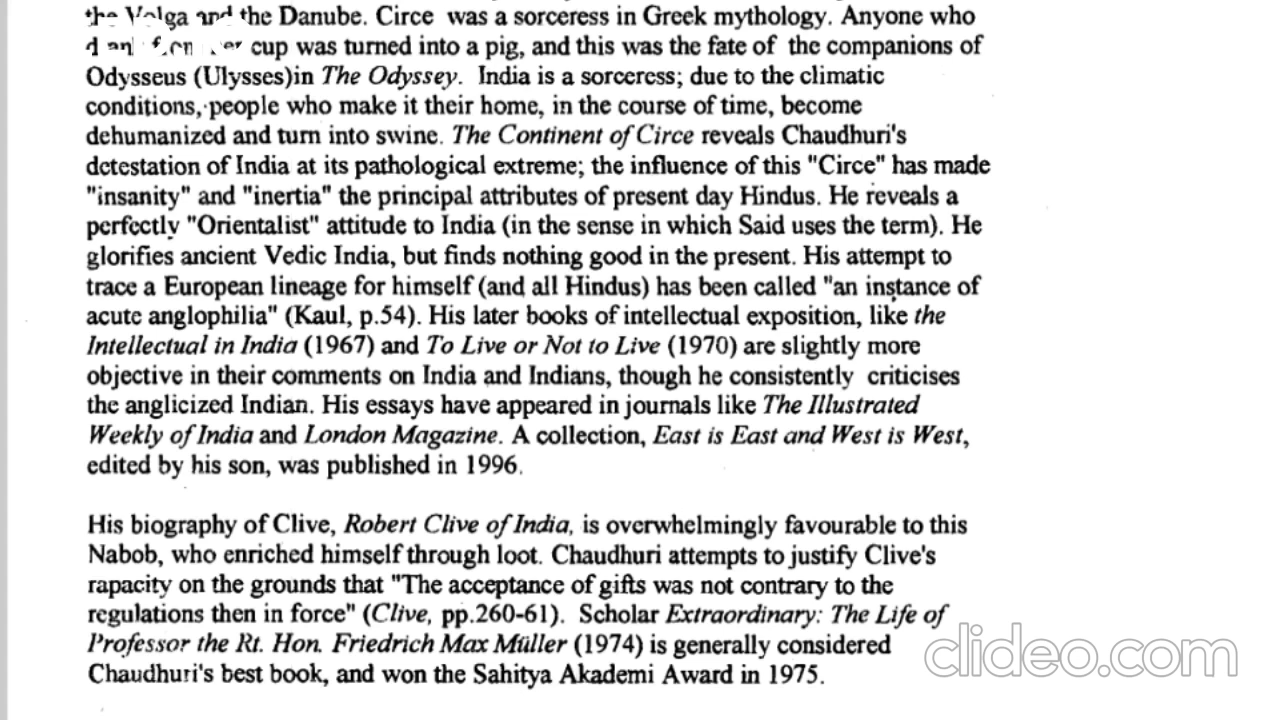 the Volga and the Danube. Circe was a sorceress in Greek mythology. Anyone who
cup was turned into a pig, and this was the fate of the companions of
Odysseus (Ulysses)in The Odyssey. India is a sorceress; due to the climatic
conditions, people who make it their home, in the course of time, become
dehumanized and turn into swine. The Continent of Circe reveals Chaudhuri's
detestation of India at its pathological extreme; the influence of this "Circe" has made
"insanity" and "inertia" the principal attributes of present day Hindus. He reveals a
perfectly "Orientalist" attitude to India (in the sense in which Said uses the term). He
glorifies ancient Vedic India, but finds nothing good in the present. His attempt to
trace a European lineage for himself (and all Hindus) has been called "an instance of
acute anglophilia" (Kaul, p.54). His later books of intellectual exposition, like the
Intellectual in India (1967) and To Live or Not to Live (1970) are slightly more
objective in their comments on India and Indians, though he consistently criticises
the anglicized Indian. His essays have appeared in journals like The Illustrated
Weekly of India and London Magazine. A collection, East is East and West is West,
edited by his son, was published in 1996.
His biography of Clive, Robert Clive of India, is overwhelmingly favourable to this
Nabob, who enriched himself through loot. Chaudhuri attempts to justify Clive's
rapacity on the grounds that "The acceptance of gifts was not contrary to the
regulations then in force" (Clive, pp.260-61). Scholar Extraordinary: The Life of
Professor the Rt. Hon. Friedrich Max Müller (1974) is generally considered
Chaudhuri's best book, and won the Sahitya Akademi Award in 1975.
clideo.com